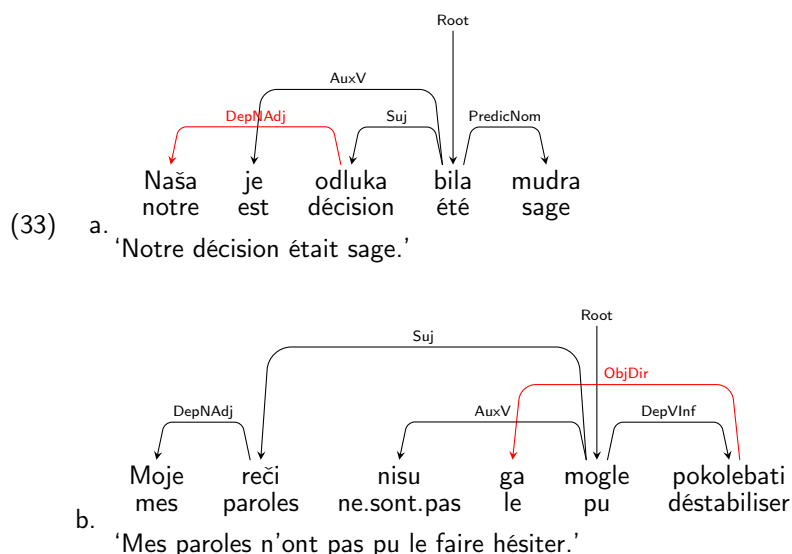 Root
AuxV
DepNAdj Suj PredicNom
Naša je odluka bila mudra
notre est décision été sage
(33) a.
‘Notre décision était sage.’
Root
Suj
ObjDir
DepNAdj AuxV DepVInf
Moje reči nisu ga mogle pokolebati
mes paroles ne.sont.pas le pu déstabiliser
b.
‘Mes paroles n'ont pas pu le faire hésiter.’